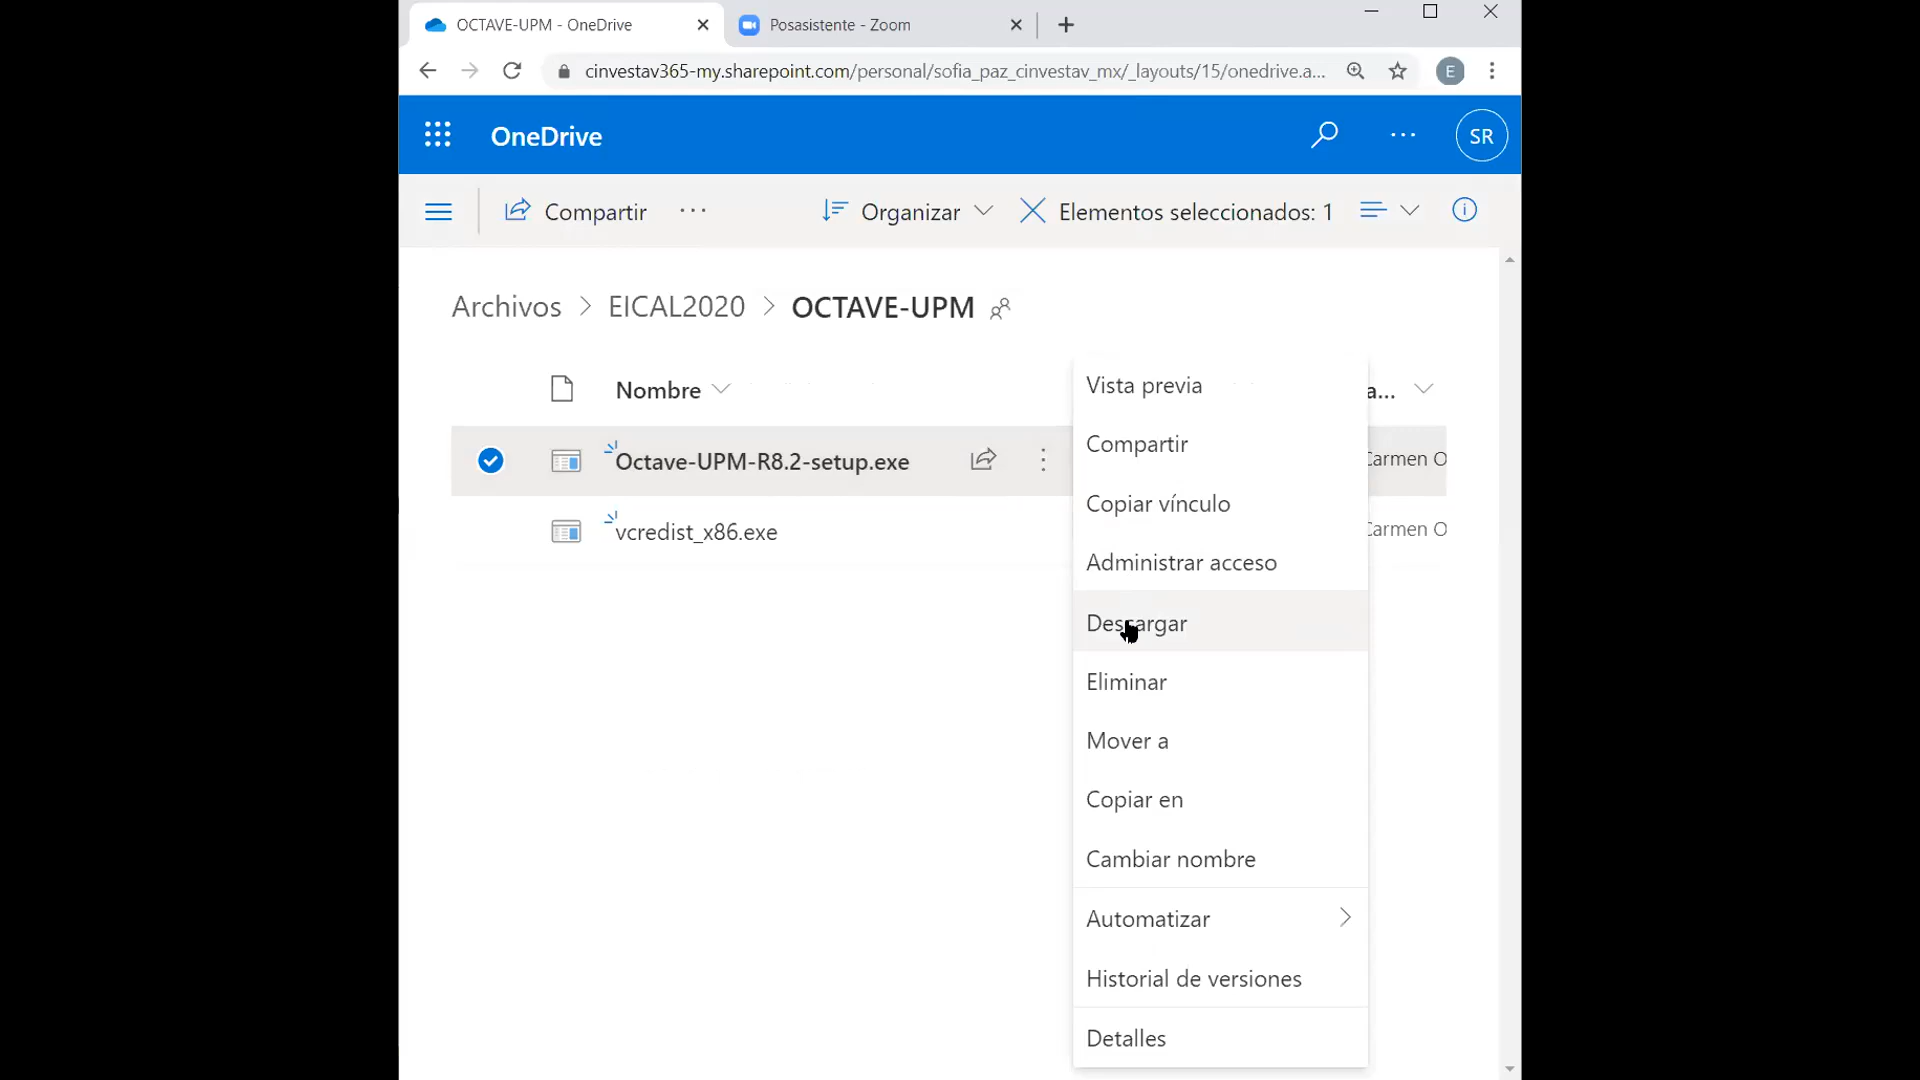 OCTAVE-UPM - OneDrive
Posasistente - Zoom
cinvestav365-my.sharepoint.com/personal/sofia_paz_cinvestav_mx/_layouts/15/onedrive.a...
E
OneDrive
SR
Compartir
Organizar
Elementos seleccionados: 1
Archivos > EICAL2020 > OCTAVE-UPM
Nombre
a...
Octave-UPM-R8.2-setup.exe
Carmen O
vcredist_x86.exe
Carmen O
Vista previa
Compartir
Copiar vínculo
Administrar acceso
Descargar
Eliminar
Mover a
Copiar en
Cambiar nombre
Automatizar
Historial de versiones
Detalles